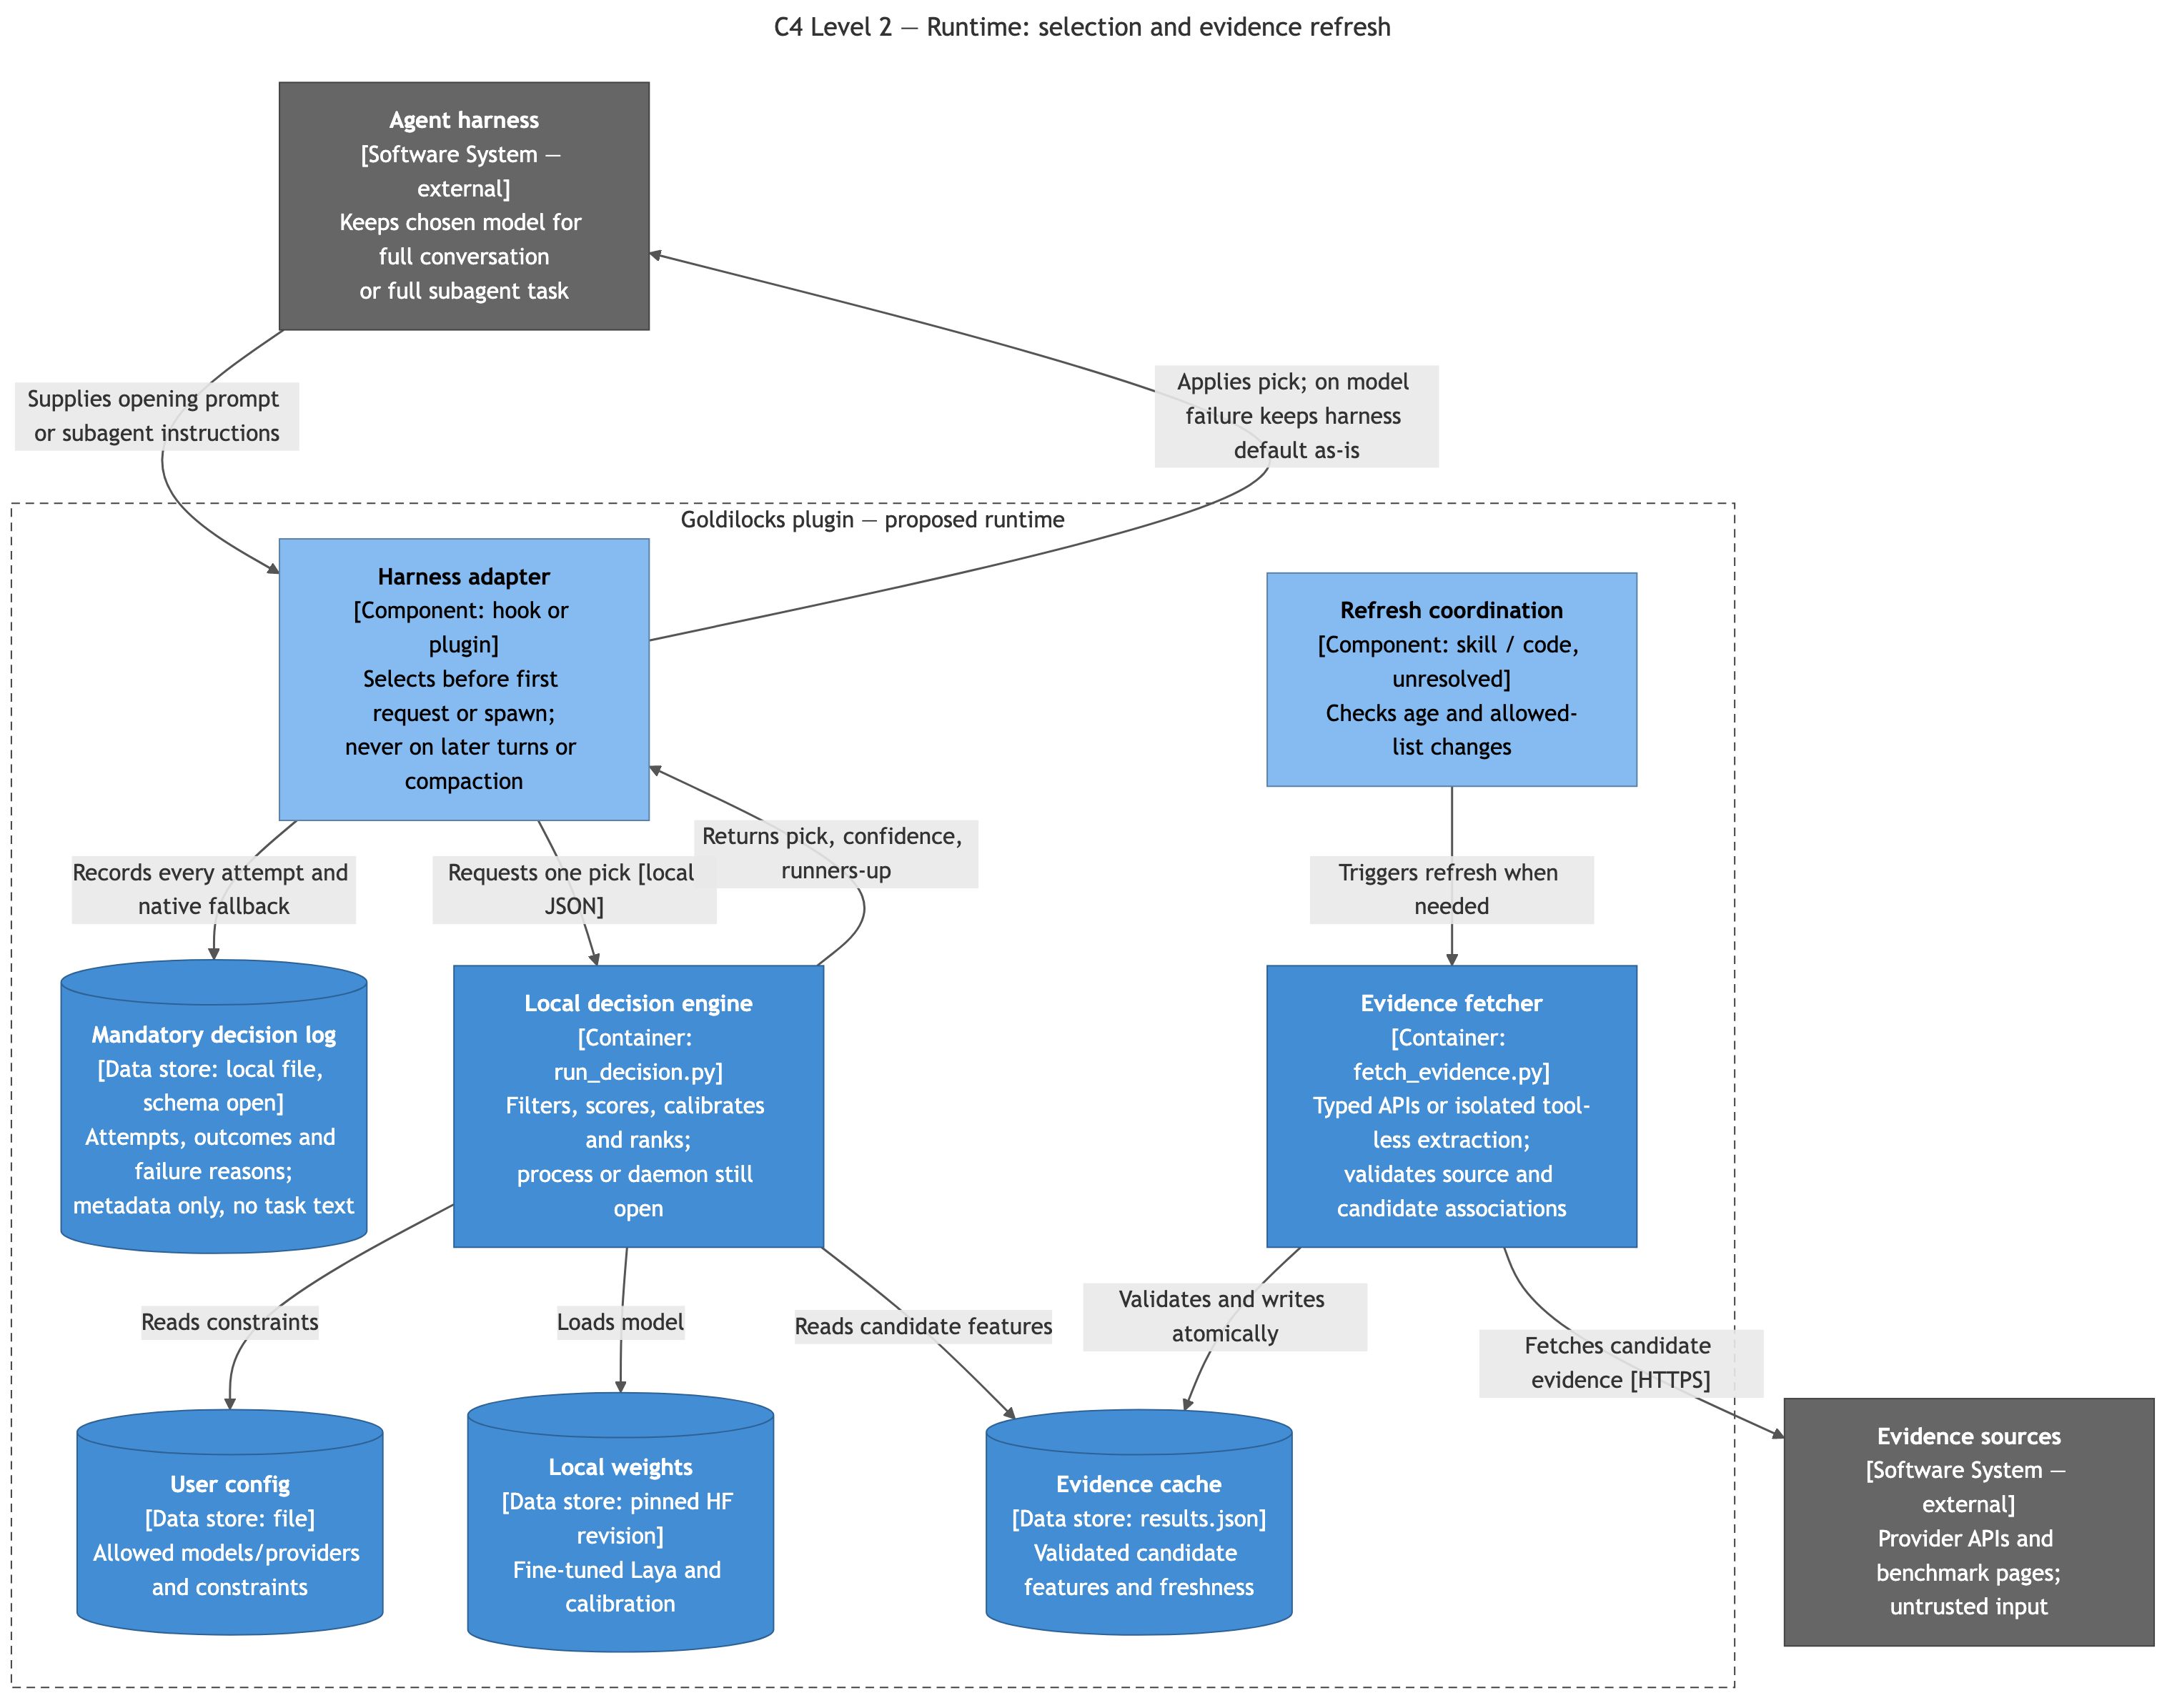 C4 Level 2 — Runtime: selection and evidence refresh
Agent harness
[Software System —
external]
Keeps chosen model for
full conversation
or full subagent task
Supplies opening prompt
or subagent instructions
Applies pick; on model
failure keeps harness
default as-is
Goldilocks plugin — proposed runtime
Harness adapter
[Component: hook or
plugin]
Selects before first
request or spawn;
never on later turns or
compaction
Refresh coordination
[Component: skill / code,
unresolved]
Checks age and allowed-
list changes
Records every attempt and
native fallback
Requests one pick [local
JSON]
Returns pick, confidence,
runners-up
Triggers refresh when
needed
Mandatory decision log
[Data store: local file,
schema open]
Attempts, outcomes and
failure reasons;
metadata only, no task text
Local decision engine
[Container:
run_decision.py]
Filters, scores, calibrates
and ranks;
process or daemon still
open
Evidence fetcher
[Container:
fetch_evidence.py]
Typed APIs or isolated tool-
less extraction;
validates source and
candidate associations
Reads constraints
Loads model
Reads candidate features
Validates and writes
atomically
Fetches candidate
evidence [HTTPS]
User config
[Data store: file]
Allowed models/providers
and constraints
Local weights
[Data store: pinned HF
revision]
Fine-tuned Laya and
calibration
Evidence cache
[Data store: results.json]
Validated candidate
features and freshness
Evidence sources
[Software System —
external]
Provider APIs and
benchmark pages;
untrusted input